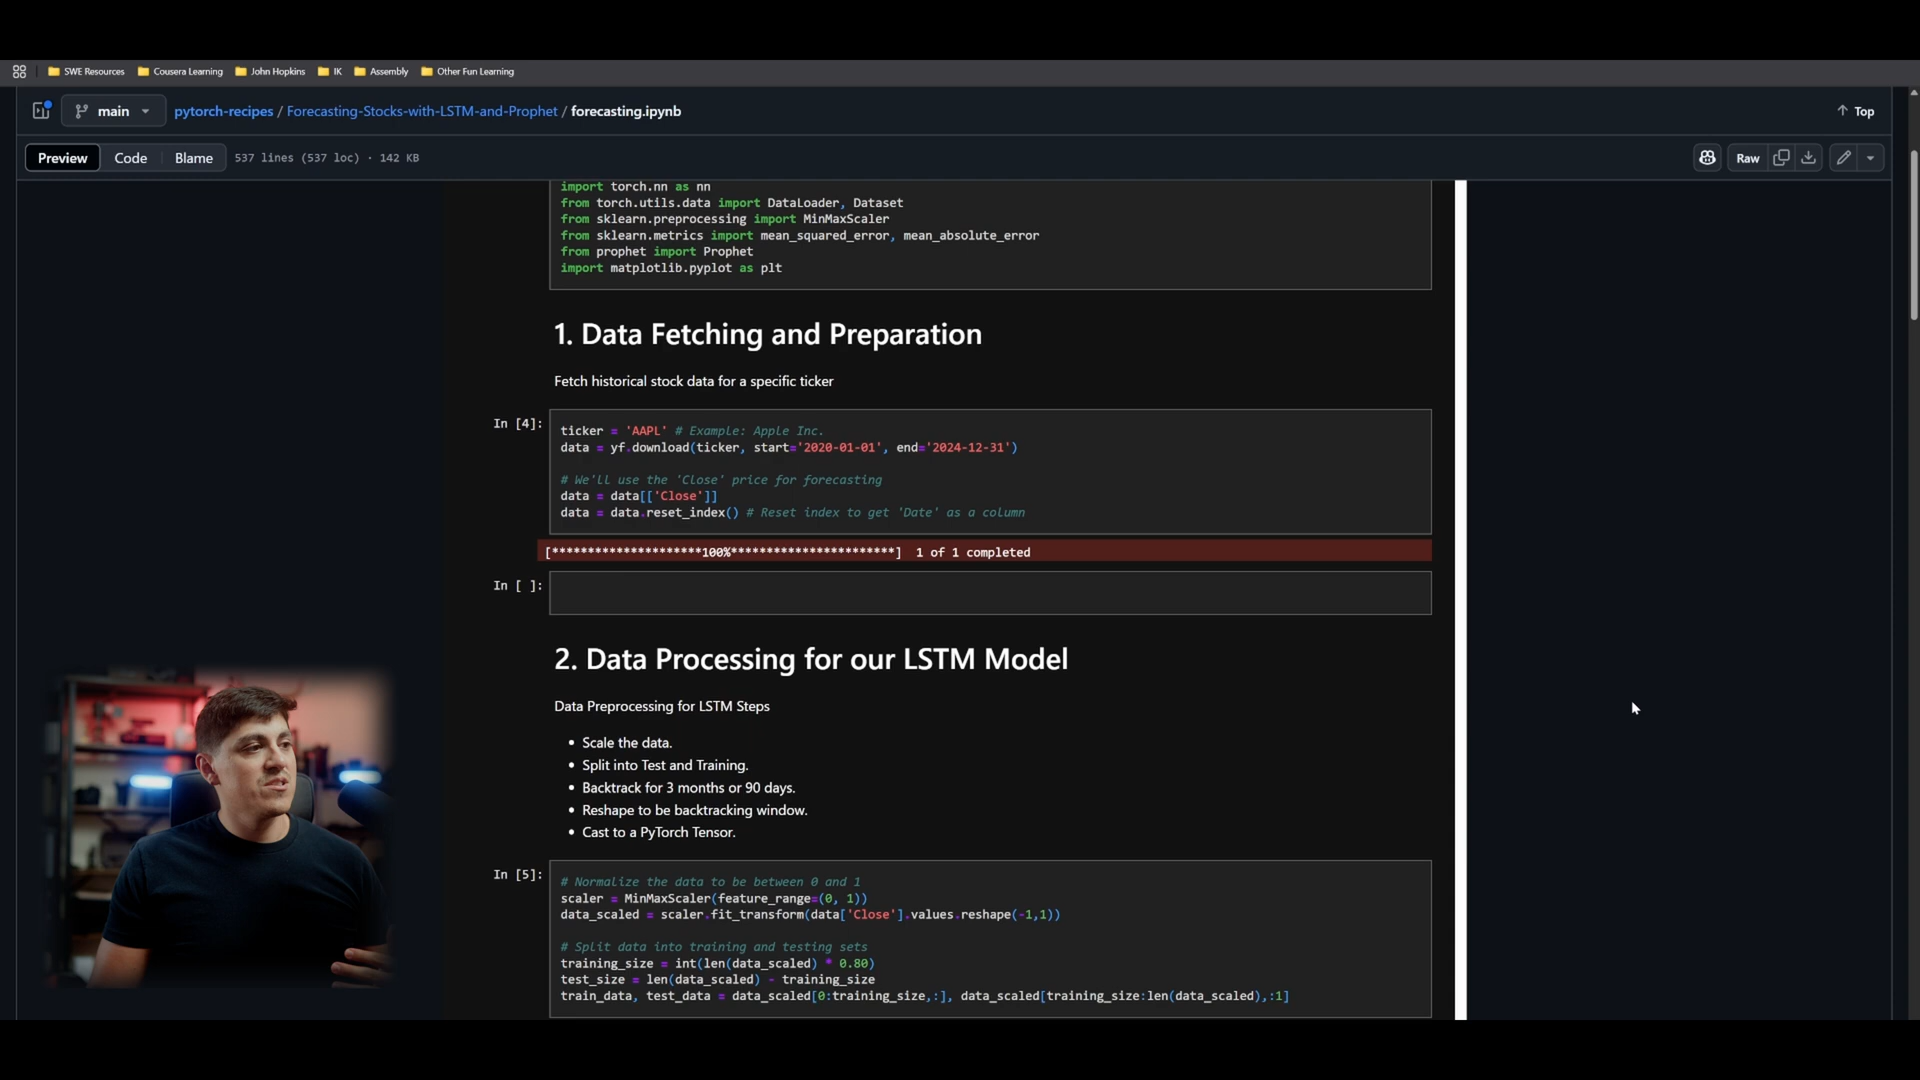 SWE Resources
Cousera Learning
John Hopkins
IK
Assembly
Other Fun Learning
main
pytorch-recipes / Forecasting-Stocks-with-LSTM-and-Prophet / forecasting.ipynb
Top
Preview
Code
Blame
537 lines (537 loc) · 142 KB
Raw
import torch.nn as nn
from torch.utils.data import DataLoader, Dataset
from sklearn.preprocessing import MinMaxScaler
from sklearn.metrics import mean_squared_error, mean_absolute_error
from prophet import Prophet
import matplotlib.pyplot as plt
1. Data Fetching and Preparation
Fetch historical stock data for a specific ticker
In [4]:
ticker = 'AAPL' # Example: Apple Inc.
data = yf.download(ticker, start='2020-01-01', end='2024-12-31')
# We'll use the 'Close' price for forecasting
data = data[['Close']]
data = data.reset_index() # Reset index to get 'Date' as a column
[*********************100%***********************]  1 of 1 completed
In [ ]:
2. Data Processing for our LSTM Model
Data Preprocessing for LSTM Steps
• Scale the data.
• Split into Test and Training.
• Backtrack for 3 months or 90 days.
• Reshape to be backtracking window.
• Cast to a PyTorch Tensor.
In [5]:
# Normalize the data to be between 0 and 1
scaler = MinMaxScaler(feature_range=(0, 1))
data_scaled = scaler.fit_transform(data['Close'].values.reshape(-1,1))
# Split data into training and testing sets
training_size = int(len(data_scaled) * 0.80)
test_size = len(data_scaled) - training_size
train_data, test_data = data_scaled[0:training_size,:], data_scaled[training_size:len(data_scaled),:1]